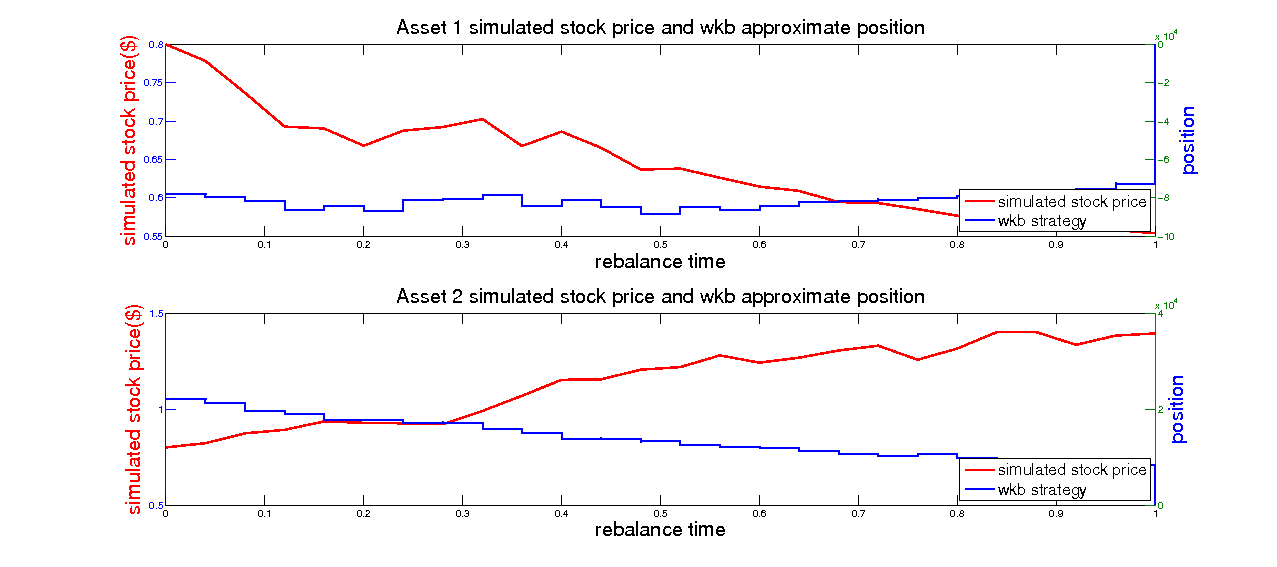 Asset 1 simulated stock price and wkb approximate position
x 10^4
simulated stock price($)
0.8
0.75
0.7
0.65
0.6
0.55
0
-2
-4
-6
-8
-10
position
simulated stock price
wkb strategy
0 0.1 0.2 0.3 0.4 0.5 0.6 0.7 0.8 0.9 1
rebalance time
Asset 2 simulated stock price and wkb approximate position
x 10^4
simulated stock price($)
1.5
1
0.5
4
2
0
position
simulated stock price
wkb strategy
0 0.1 0.2 0.3 0.4 0.5 0.6 0.7 0.8 0.9 1
rebalance time